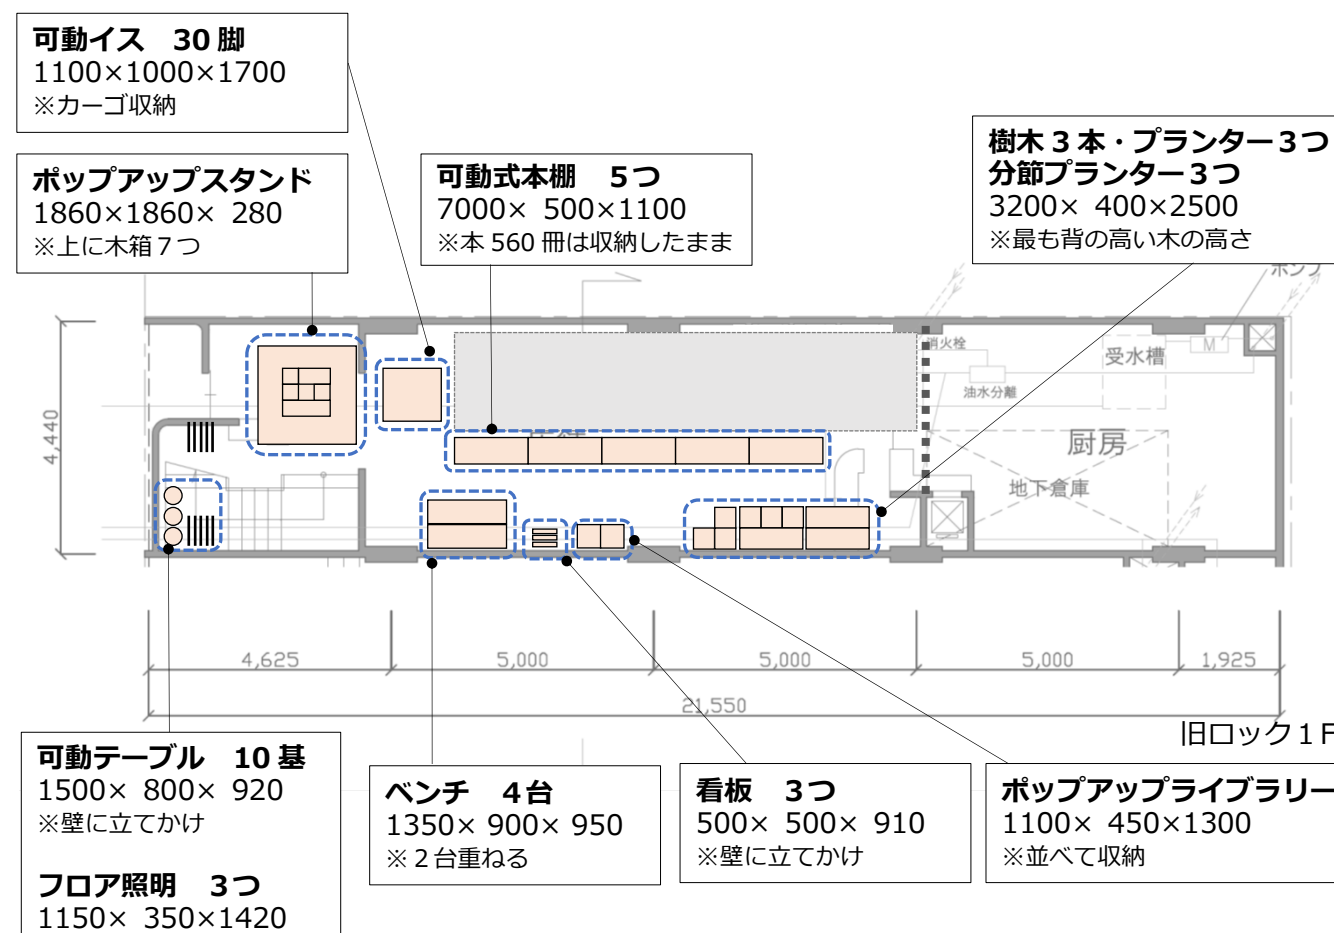 可動イス　30 脚
1100×1000×1700
※カーゴ収納
ポップアップスタンド
1860×1860× 280
※上に木箱７つ
可動式本棚　５つ
7000× 500×1100
※本 560 冊は収納したまま
樹木３本・プランター３つ
分節プランター３つ
3200× 400×2500
※最も背の高い木の高さ
ポンプ
消火栓
受水槽
M
油水分離
厨房
地下倉庫
4,440
4,625
5,000
5,000
5,000
1,925
21,550
旧ロック１F
可動テーブル　10 基
1500× 800× 920
※壁に立てかけ
フロア照明　３つ
1150× 350×1420
ベンチ　４台
1350× 900× 950
※２台重ねる
看板　３つ
500× 500× 910
※壁に立てかけ
ポップアップライブラリー
1100× 450×1300
※並べて収納